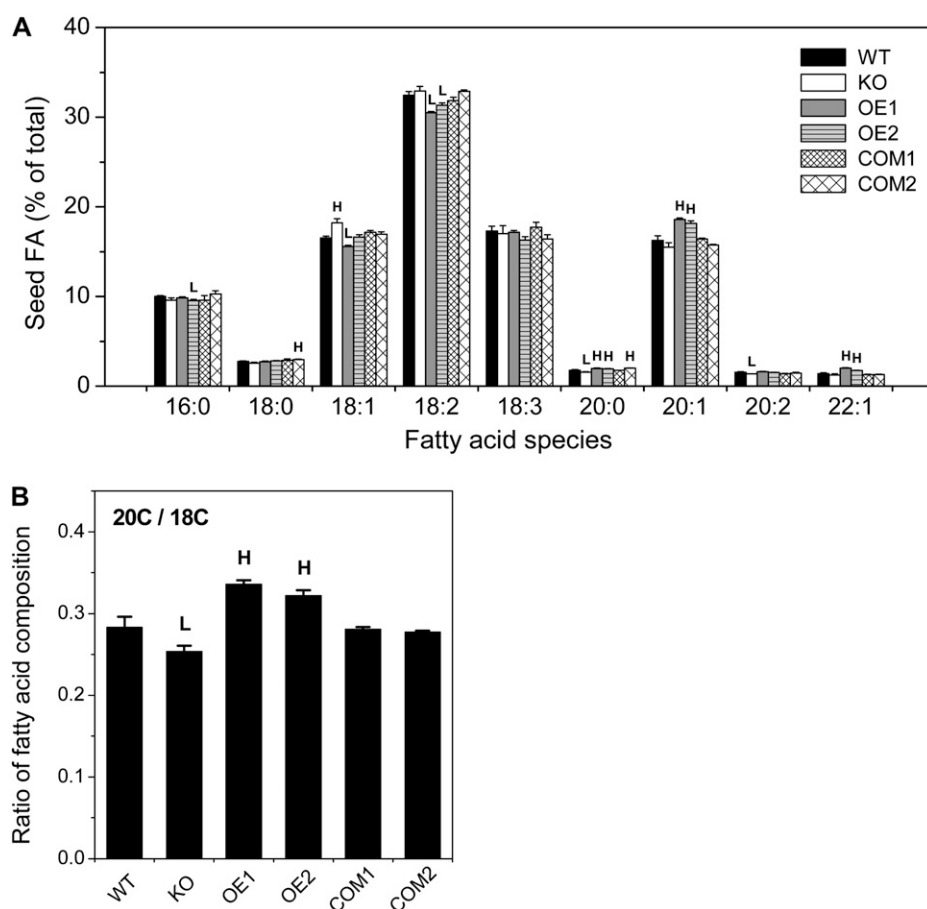 A
40
30
20
10
0
Seed FA (% of total)
WT
KO
OE1
OE2
COM1
COM2
L
H
H
L
L L
L H H H
H H
L
H H
16:0 18:0 18:1 18:2 18:3 20:0 20:1 20:2 22:1
Fatty acid species
B
20C / 18C
0.4
0.3
0.2
0.1
0.0
Ratio of fatty acid composition
L
H
H
WT KO OE1 OE2 COM1 COM2